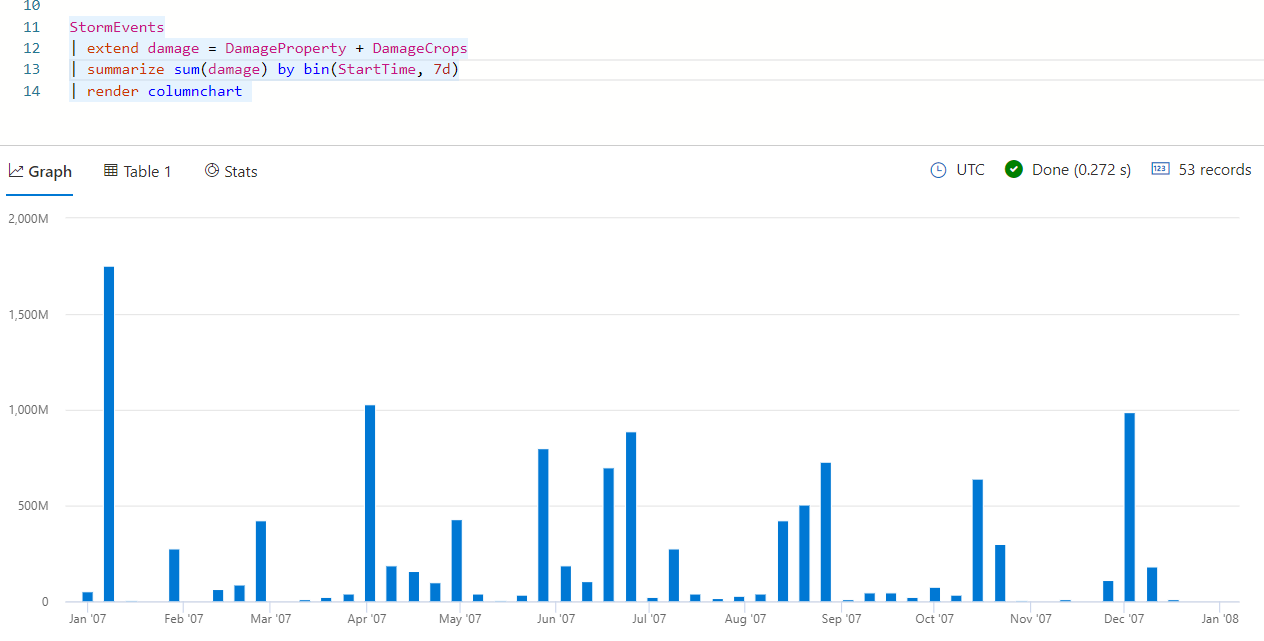 10
11 StormEvents
12 | extend damage = DamageProperty + DamageCrops
13 | summarize sum(damage) by bin(StartTime, 7d)
14 | render columnchart
Graph Table 1 Stats UTC Done (0.272 s) 123 53 records
2,000M
1,500M
1,000M
500M
0
Jan '07 Feb '07 Mar '07 Apr '07 May '07 Jun '07 Jul '07 Aug '07 Sep '07 Oct '07 Nov '07 Dec '07 Jan '08